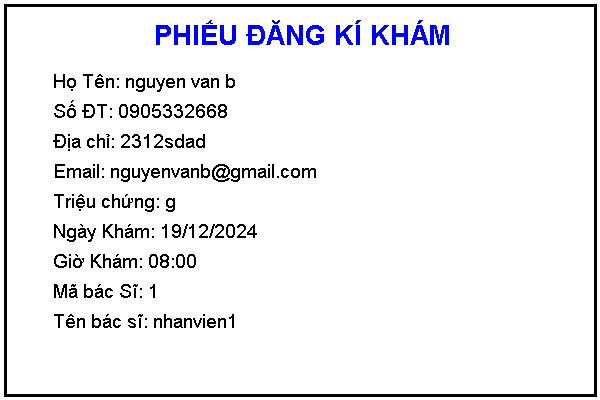 PHIẾU ĐĂNG KÍ KHÁM
Họ Tên: nguyen van b
Số ĐT: 0905332668
Địa chỉ: 2312sdad
Email: nguyenvanb@gmail.com
Triệu chứng: g
Ngày Khám: 19/12/2024
Giờ Khám: 08:00
Mã bác Sĩ: 1
Tên bác sĩ: nhanvien1